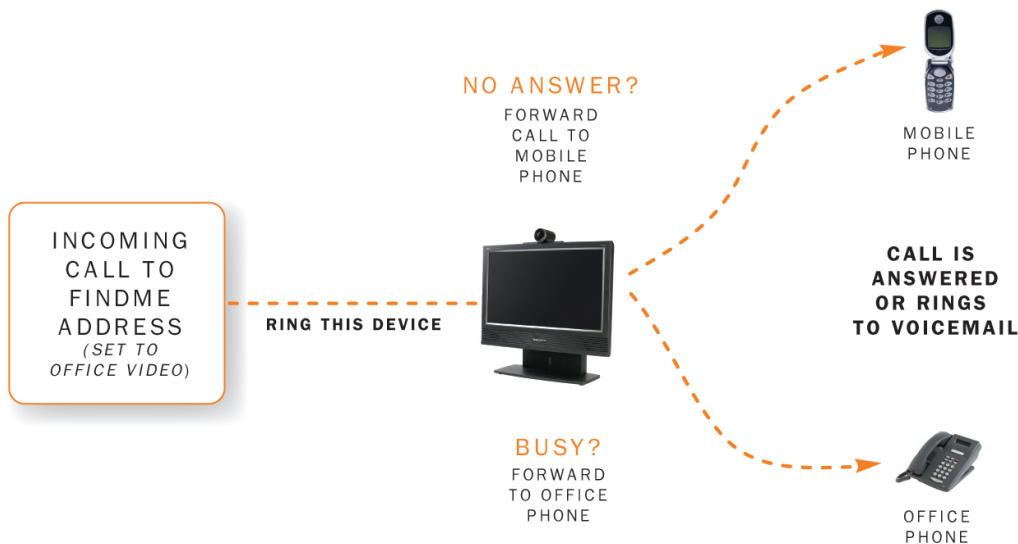 INCOMING
CALL TO
FINDME
ADDRESS
(SET TO
OFFICE VIDEO)
RING THIS DEVICE
NO ANSWER?
FORWARD
CALL TO
MOBILE
PHONE
BUSY?
FORWARD
TO OFFICE
PHONE
MOBILE
PHONE
CALL IS
ANSWERED
OR RINGS
TO VOICEMAIL
OFFICE
PHONE